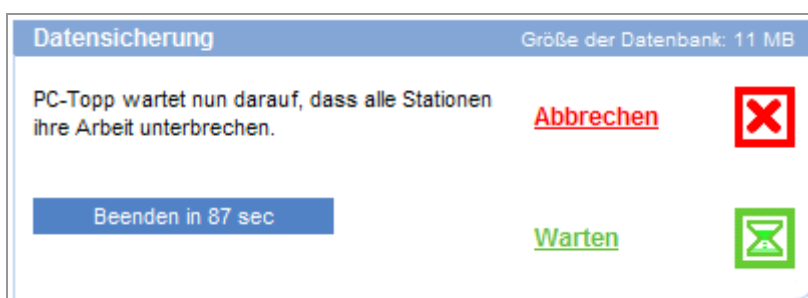 Datensicherung
Größe der Datenbank: 11 MB
PC-Topp wartet nun darauf, dass alle Stationen
ihre Arbeit unterbrechen.
Abbrechen
Beenden in 87 sec
Warten